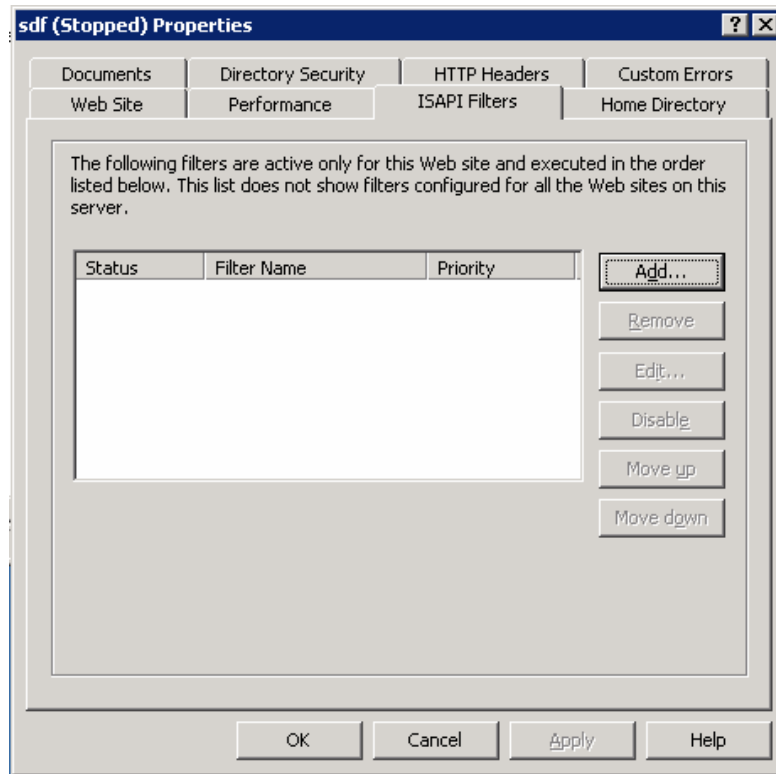 sdf (Stopped) Properties
Documents
Directory Security
HTTP Headers
Custom Errors
Web Site
Performance
ISAPI Filters
Home Directory
The following filters are active only for this Web site and executed in the order
listed below. This list does not show filters configured for all the Web sites on this
server.
Status
Filter Name
Priority
Add...
Remove
Edit...
Disable
Move up
Move down
OK
Cancel
Apply
Help